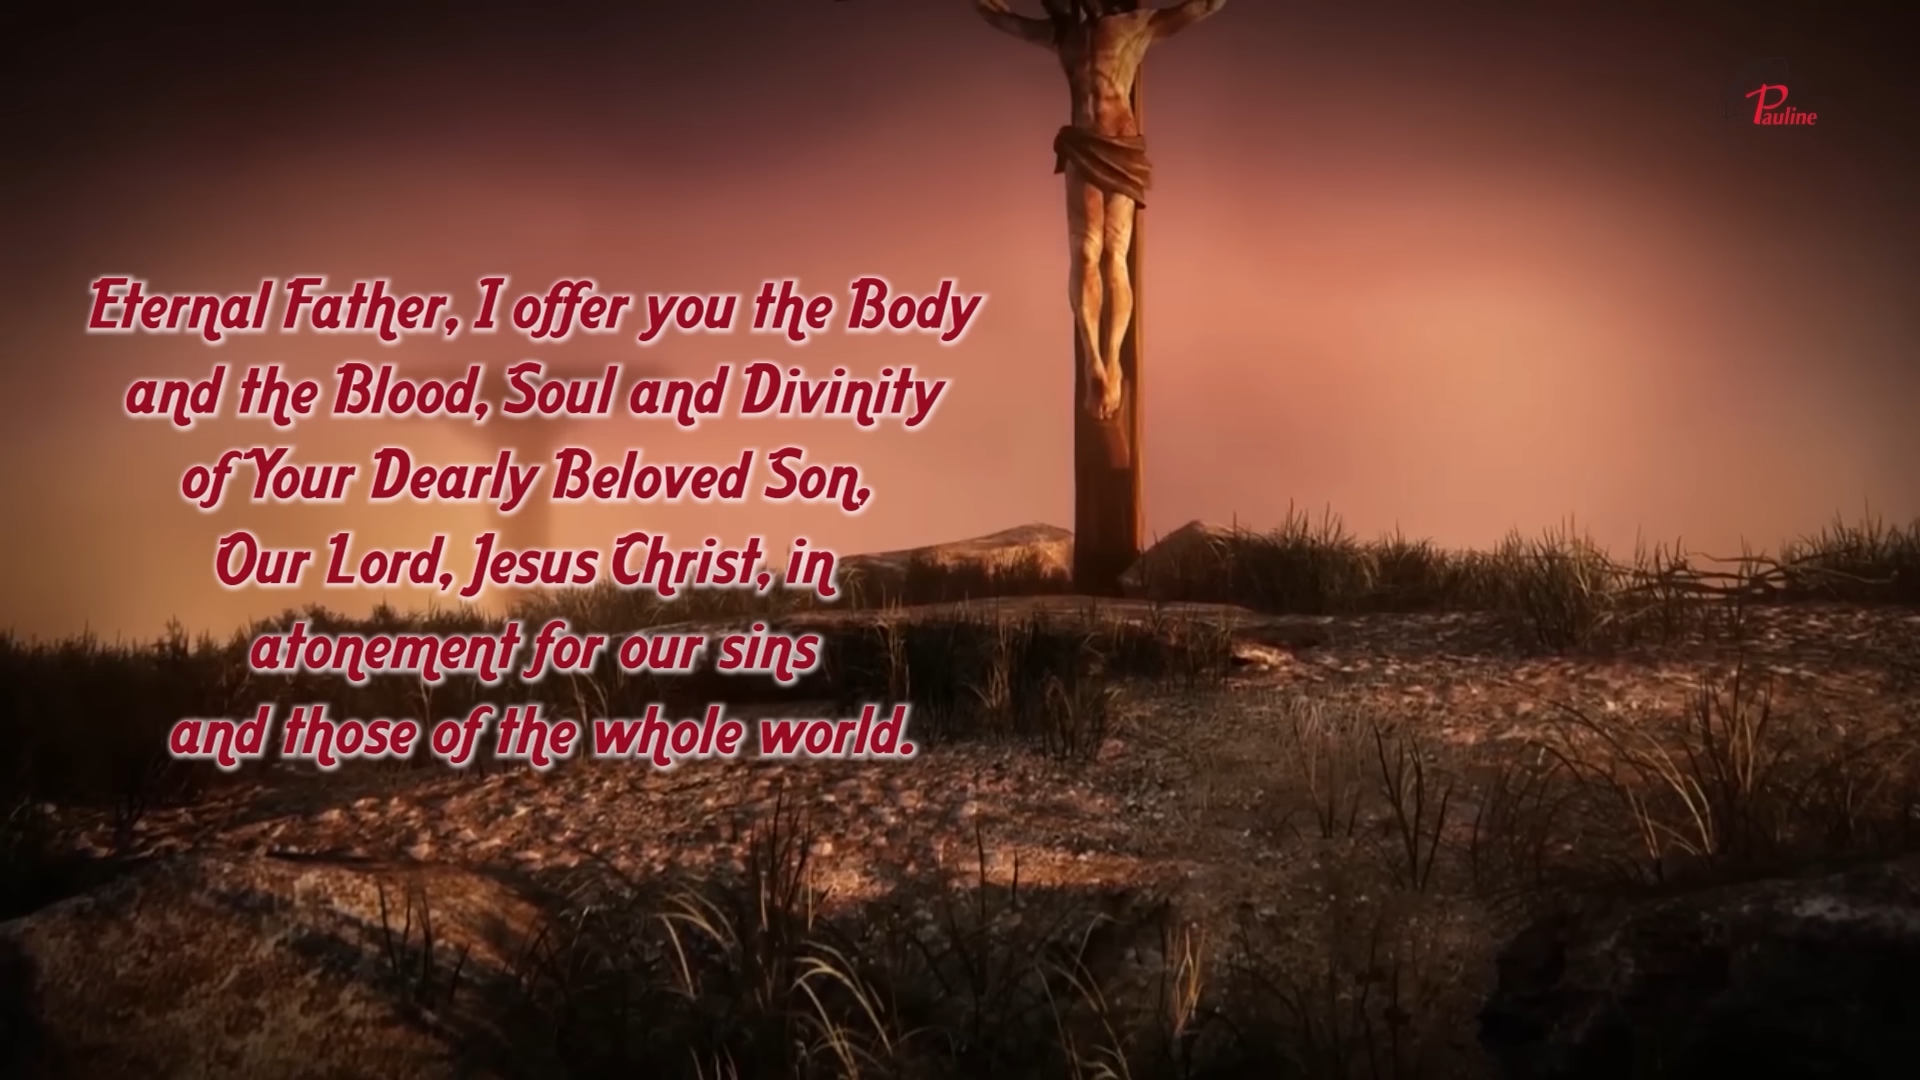 Pauline
Eternal Father, I offer you the Body
and the Blood, Soul and Divinity
of Your Dearly Beloved Son,
Our Lord, Jesus Christ, in
atonement for our sins
and those of the whole world.